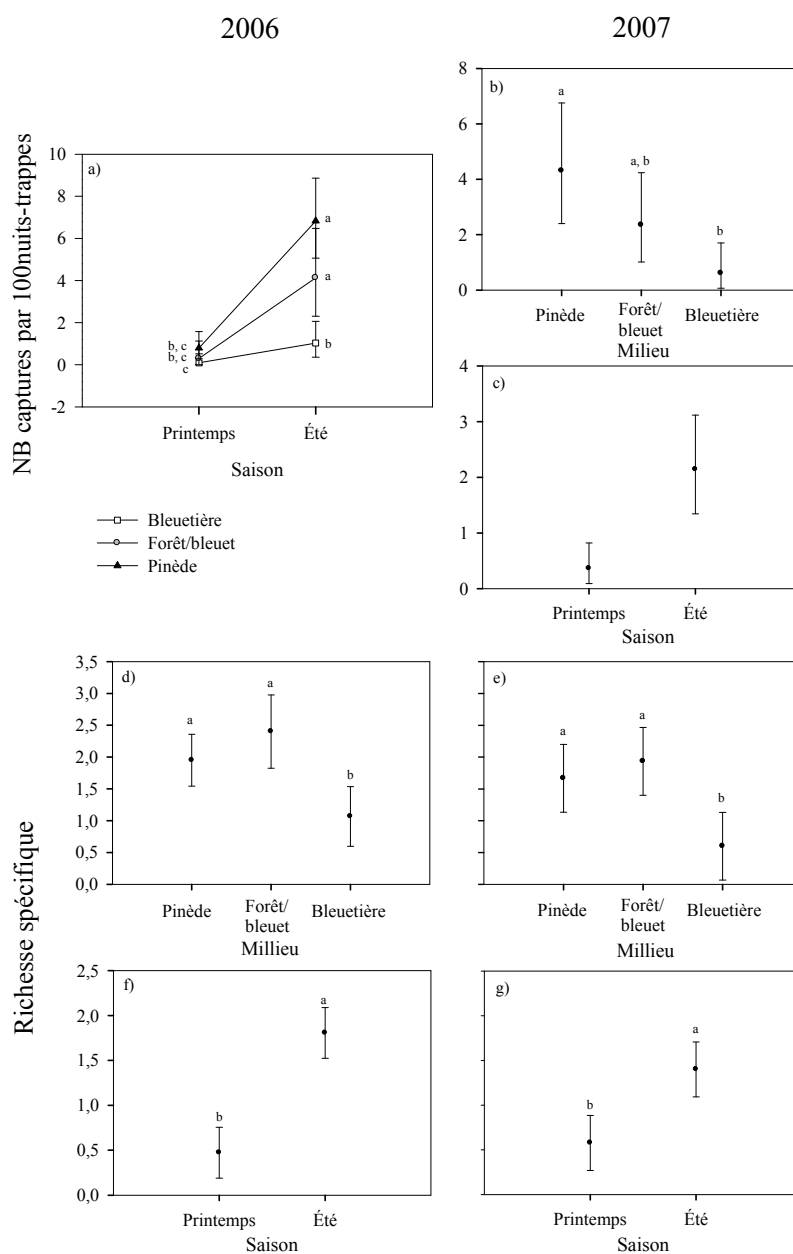 2006
2007
NB captures par 100nuits-trappes
a)
10
8
6
4
2
0
-2
b, c
b, c
c
a
a
b
Printemps
Été
Saison
Bleuetière
Forêt/bleuet
Pinède
b)
8
6
4
2
0
a
a, b
b
Pinède
Forêt/
bleuet
Bleuetière
Milieu
c)
4
3
2
1
0
Printemps
Été
Saison
Richesse spécifique
d)
3,5
3,0
2,5
2,0
1,5
1,0
0,5
0,0
a
a
b
Pinède
Forêt/
bleuet
Bleuetière
Millieu
e)
a
a
b
Pinède
Forêt/
bleuet
Bleuetière
Millieu
f)
2,5
2,0
1,5
1,0
0,5
0,0
b
a
Printemps
Été
Saison
g)
b
a
Printemps
Été
Saison